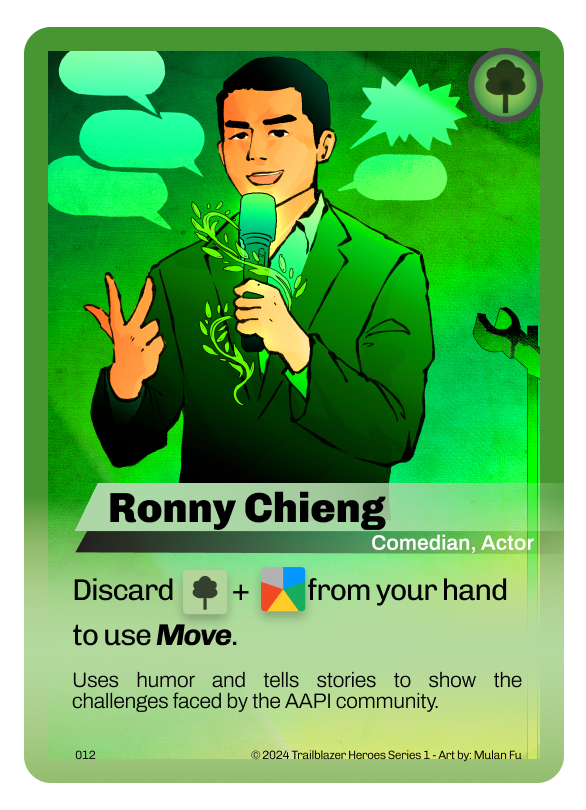 Ronny Chieng
Comedian, Actor
Discard + from your hand
to use Move.
Uses humor and tells stories to show the
challenges faced by the AAPI community.
012 © 2024 Trailblazer Heroes Series 1 - Art by: Mulan Fu